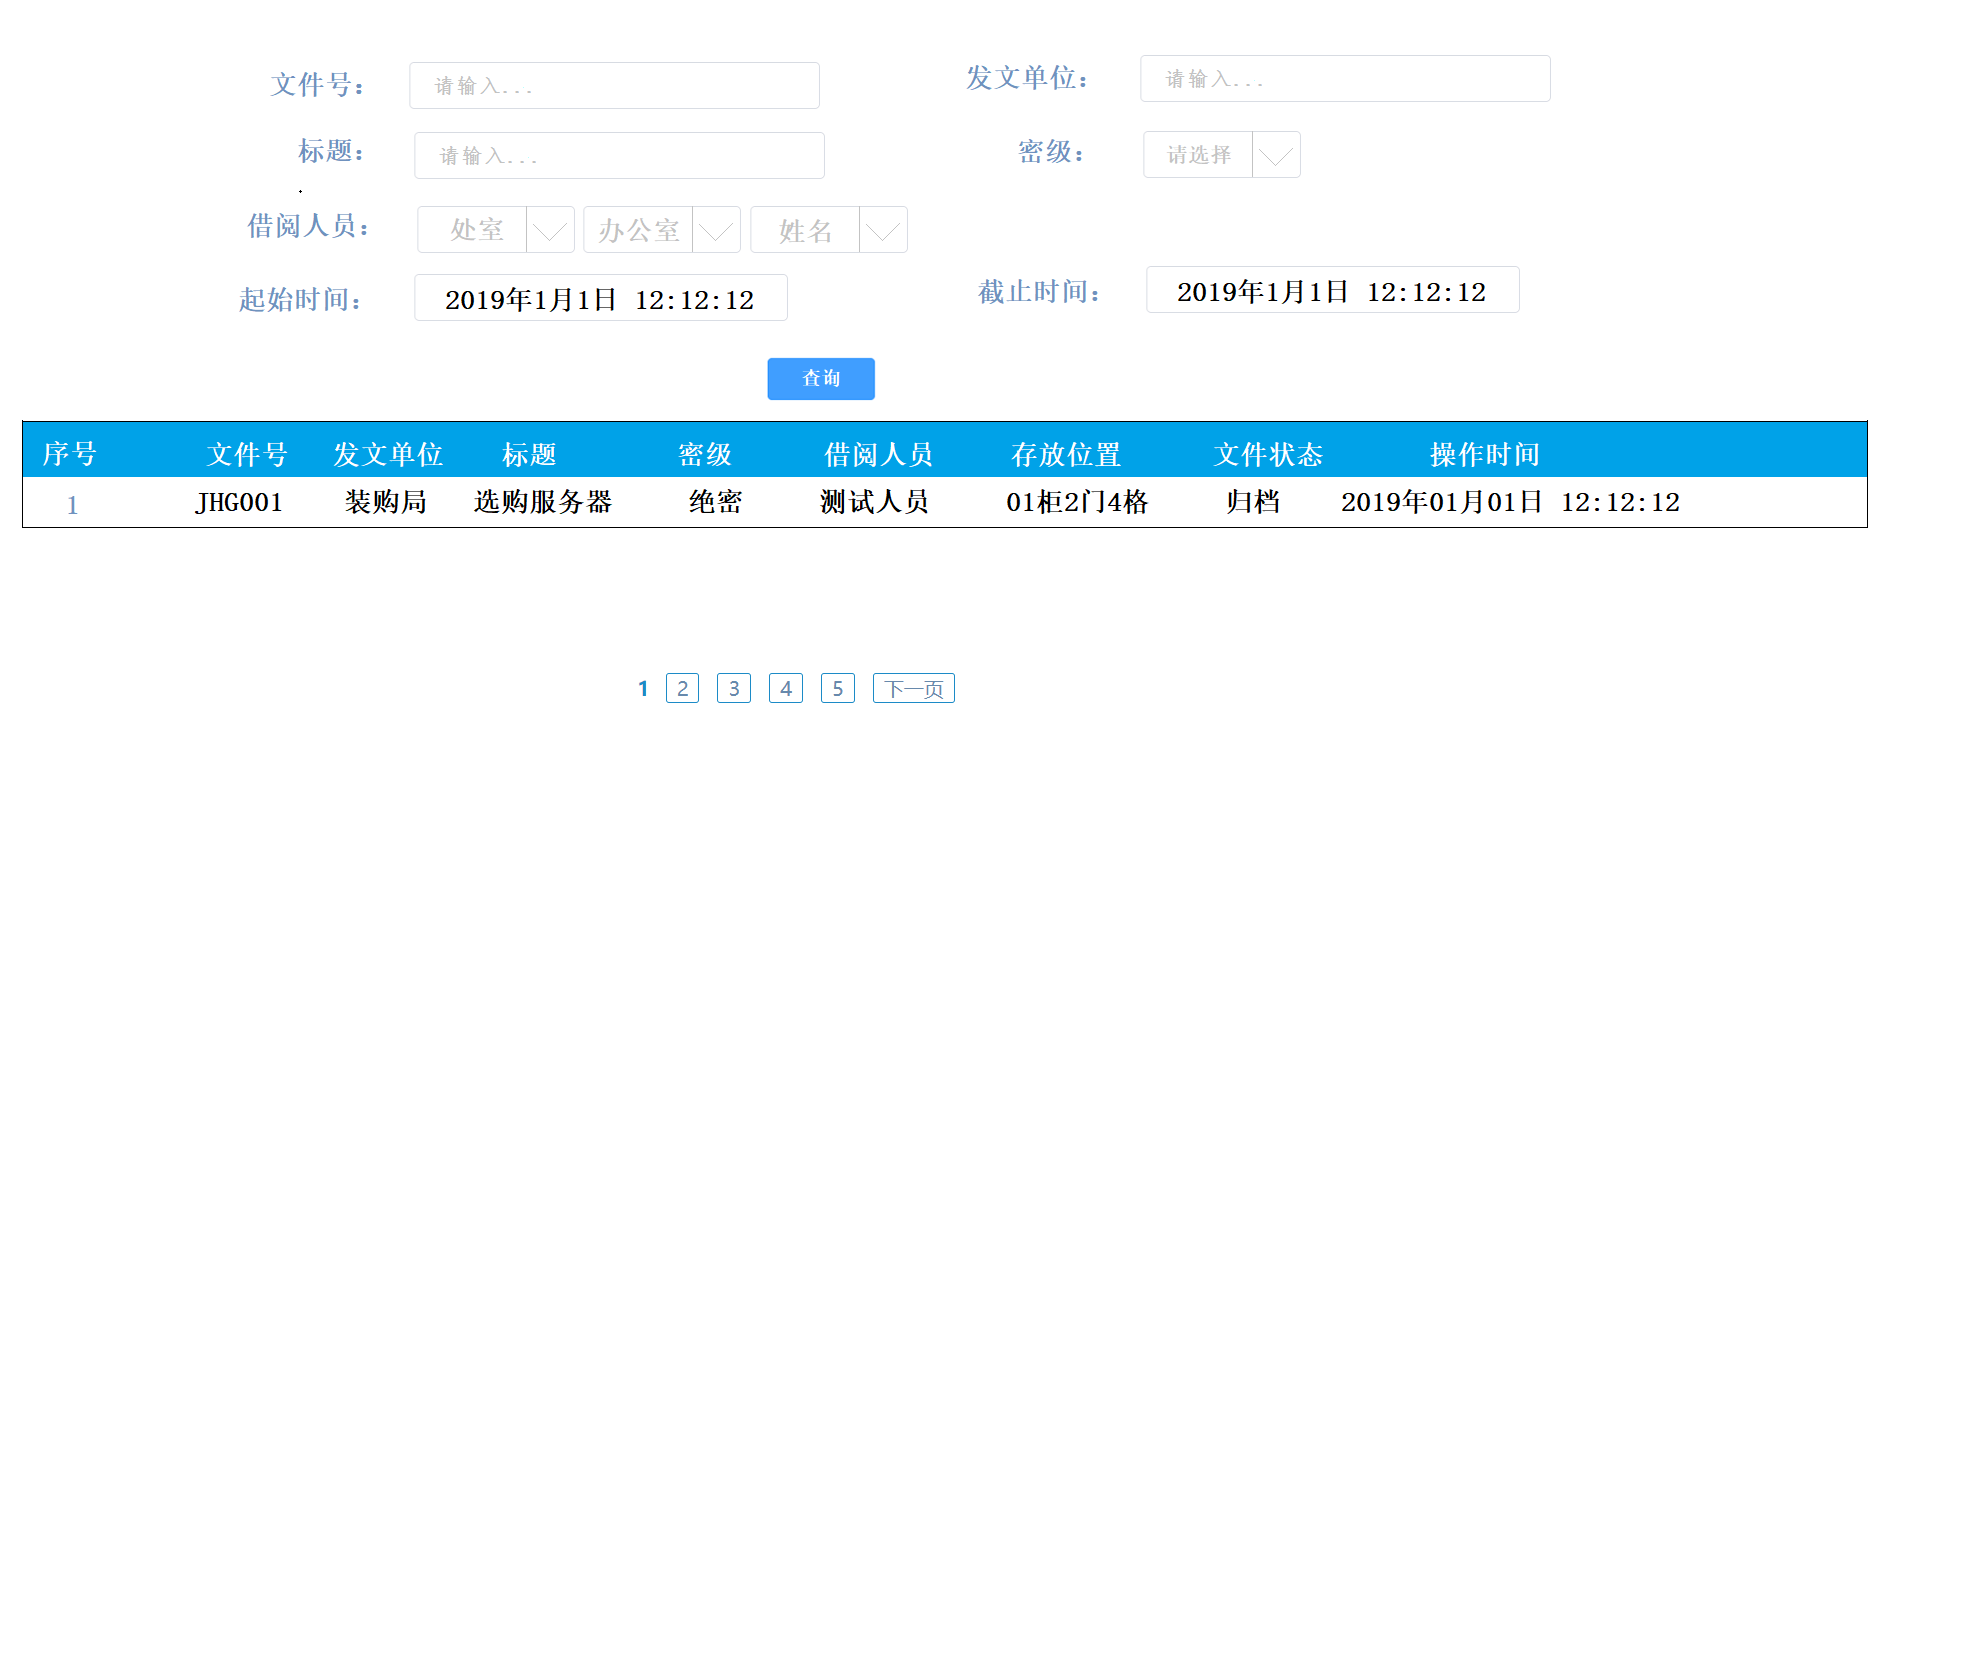 文件号： 请输入... 发文单位： 请输入...
标题： 请输入... 密级： 请选择
借阅人员： 处室 办公室 姓名
起始时间： 2019年1月1日 12:12:12 截止时间： 2019年1月1日 12:12:12
查询
序号 文件号 发文单位 标题 密级 借阅人员 存放位置 文件状态 操作时间
1 JHG001 装购局 选购服务器 绝密 测试人员 01柜2门4格 归档 2019年01月01日 12:12:12
1 2 3 4 5 下一页